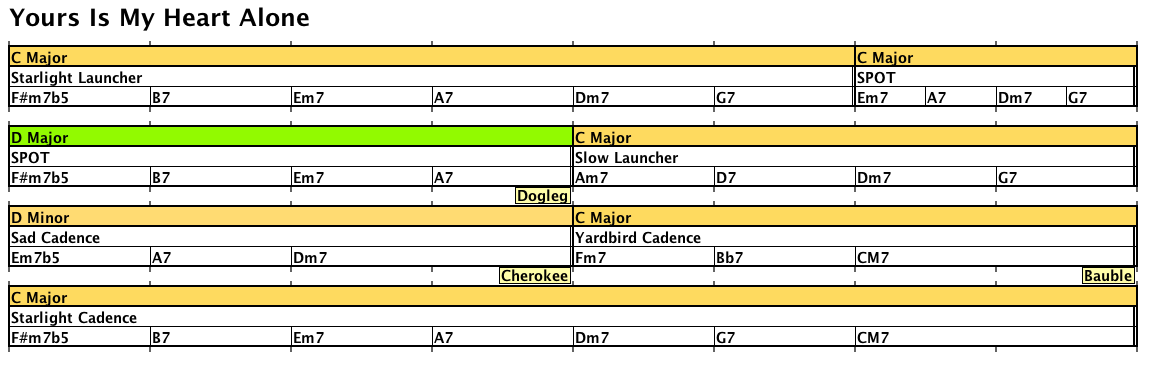 Yours Is My Heart Alone
C Major C Major
Starlight Launcher SPOT
F#m7b5 B7 Em7 A7 Dm7 G7 Em7 A7 Dm7 G7
D Major C Major
SPOT Slow Launcher
F#m7b5 B7 Em7 A7 Am7 D7 Dm7 G7
Dogleg
D Minor C Major
Sad Cadence Yardbird Cadence
Em7b5 A7 Dm7 Fm7 Bb7 CM7
Cherokee Bauble
C Major
Starlight Cadence
F#m7b5 B7 Em7 A7 Dm7 G7 CM7